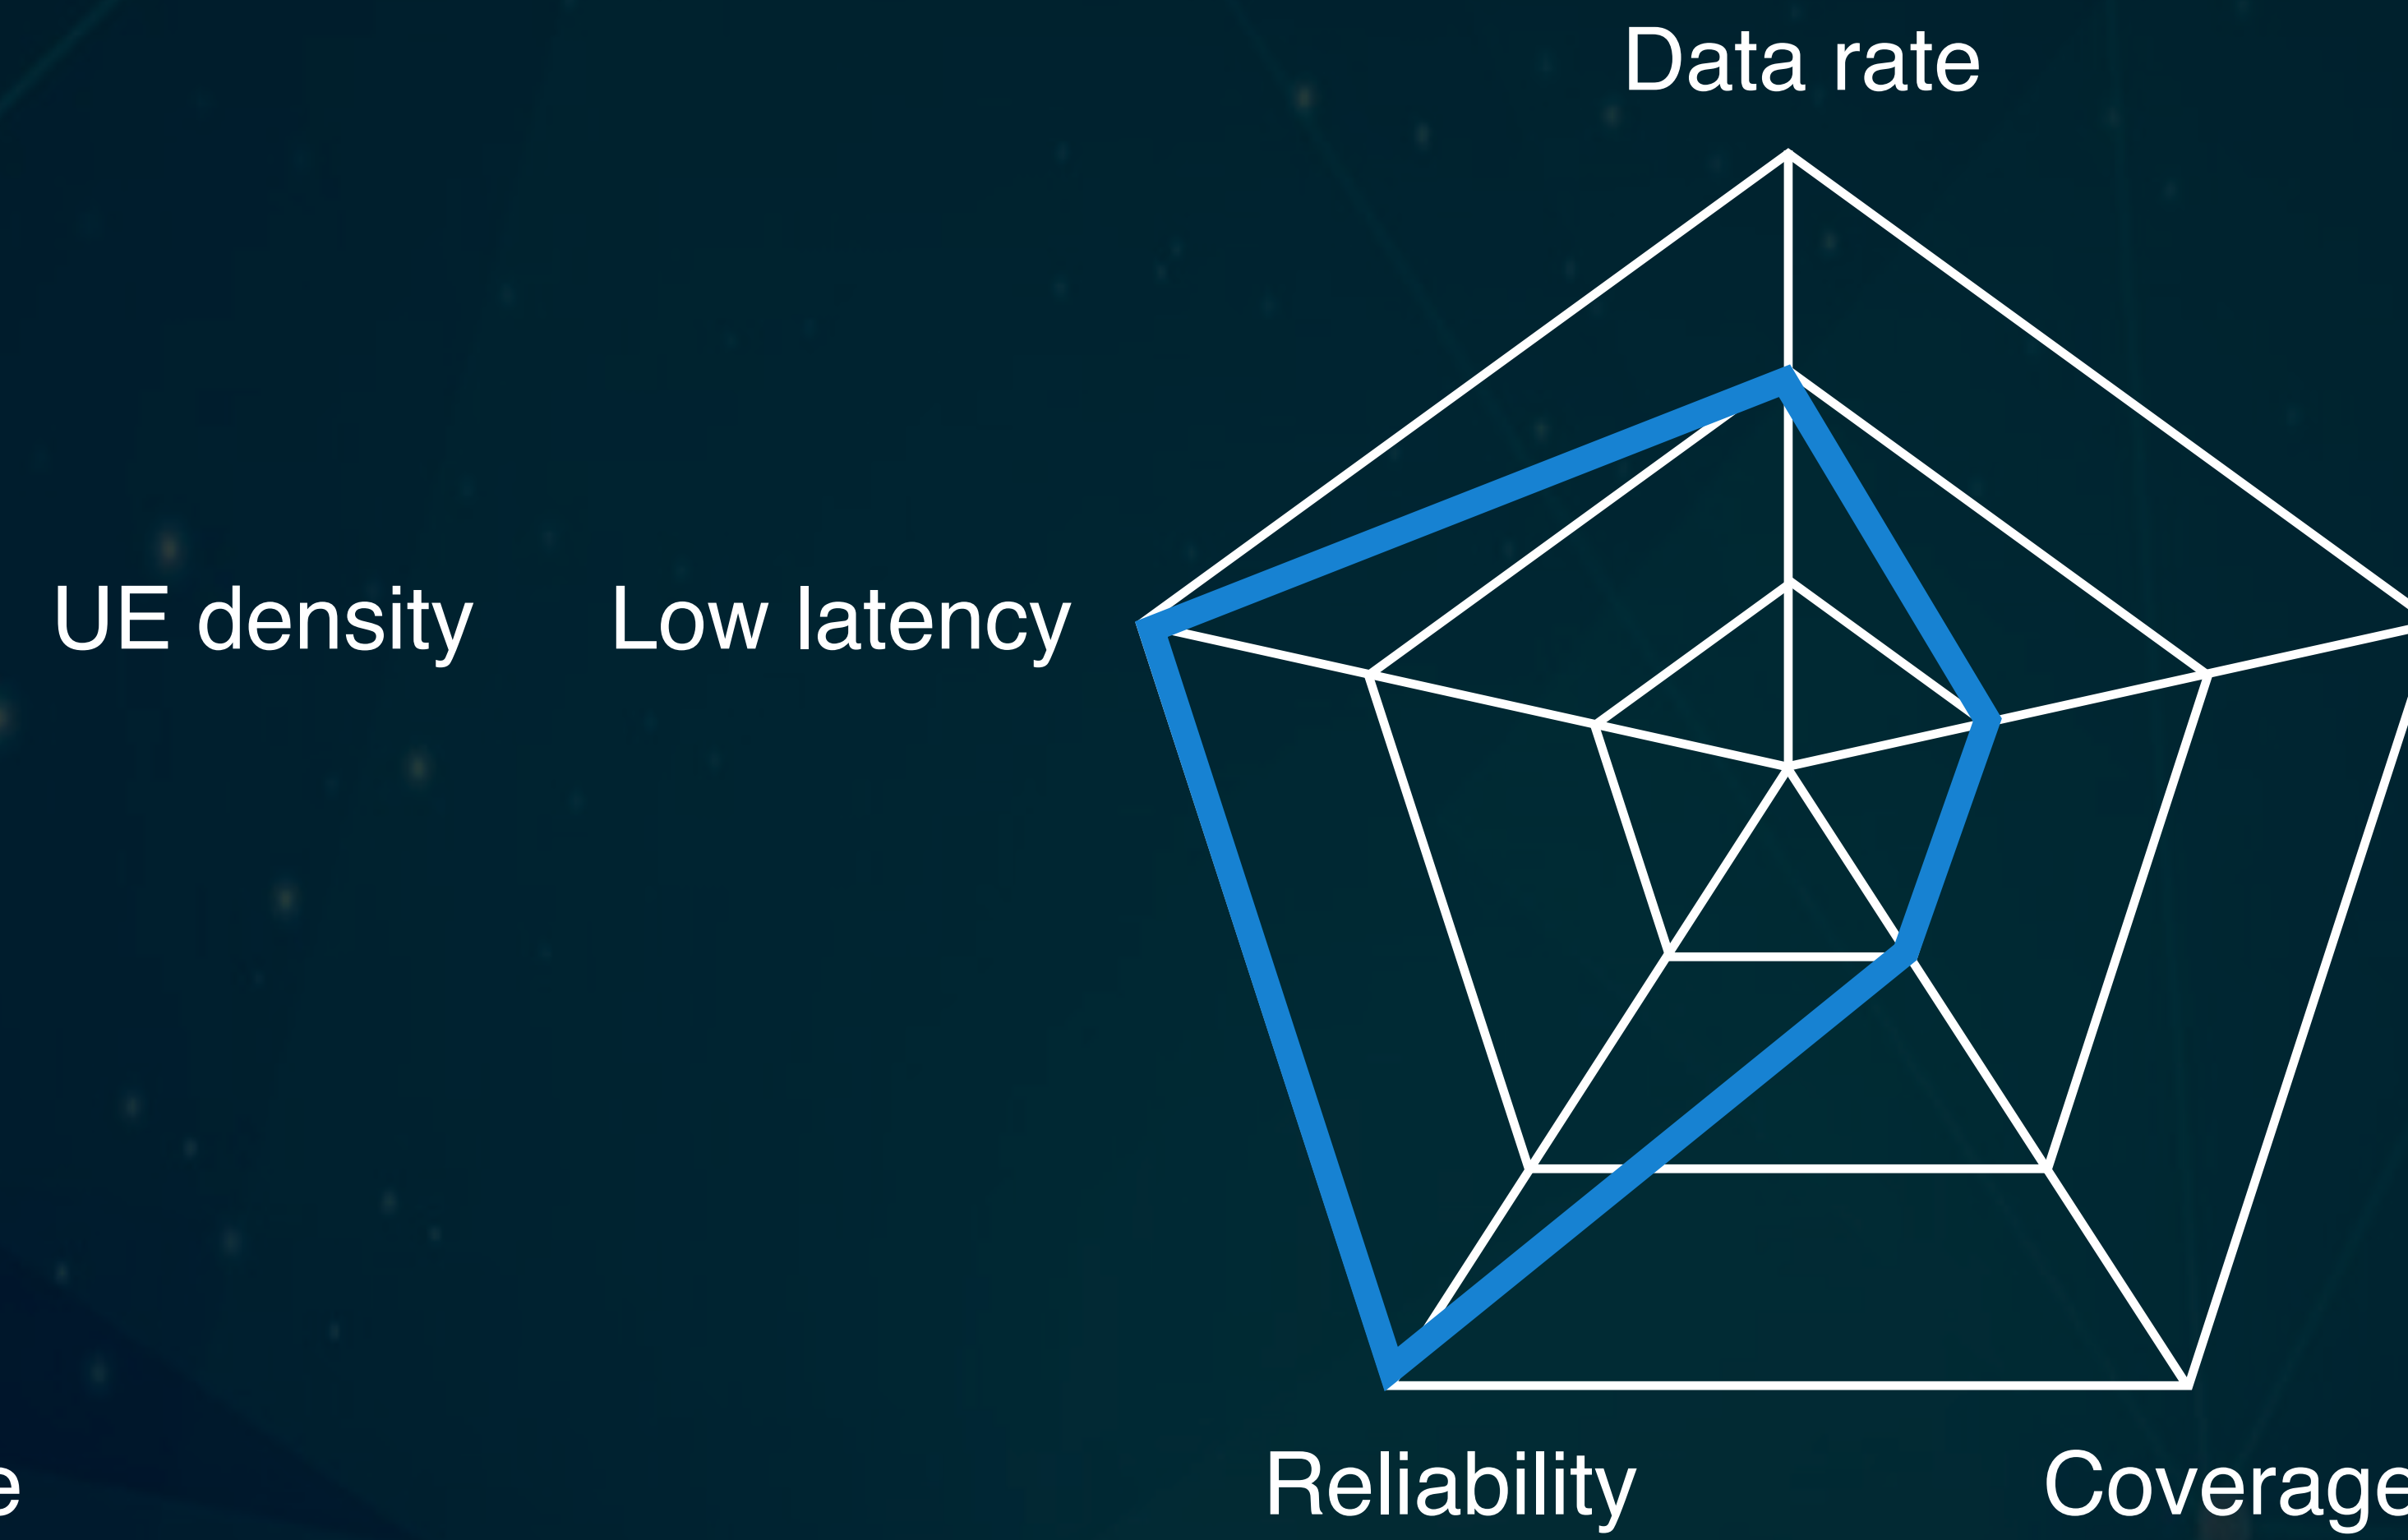 Data rate
UE density
Low latency
e
Reliability
Coverage